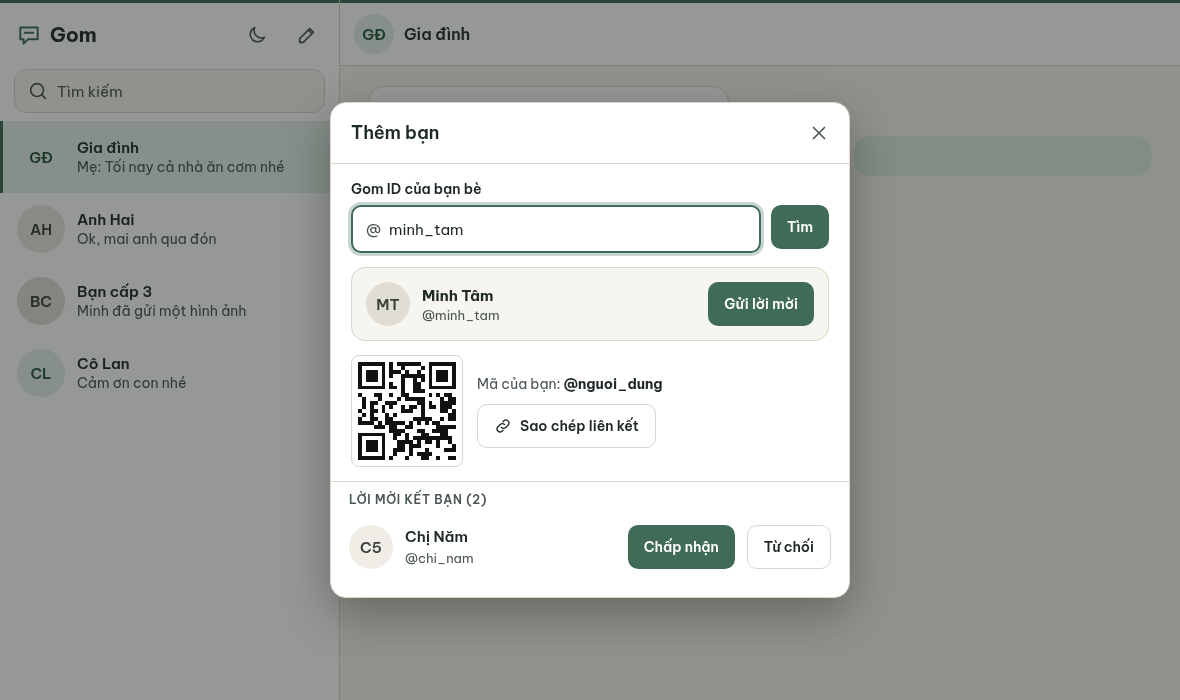 Gom
GĐ
Gia đình
Tìm kiếm
GĐ
Gia đình
Mẹ: Tối nay cả nhà ăn cơm nhé
AH
Anh Hai
Ok, mai anh qua đón
BC
Bạn cấp 3
Minh đã gửi một hình ảnh
CL
Cô Lan
Cảm ơn con nhé
Thêm bạn
Gom ID của bạn bè
@ minh_tam
Tìm
MT
Minh Tâm
@minh_tam
Gửi lời mời
Mã của bạn: @nguoi_dung
Sao chép liên kết
LỜI MỜI KẾT BẠN (2)
C5
Chị Năm
@chi_nam
Chấp nhận
Từ chối